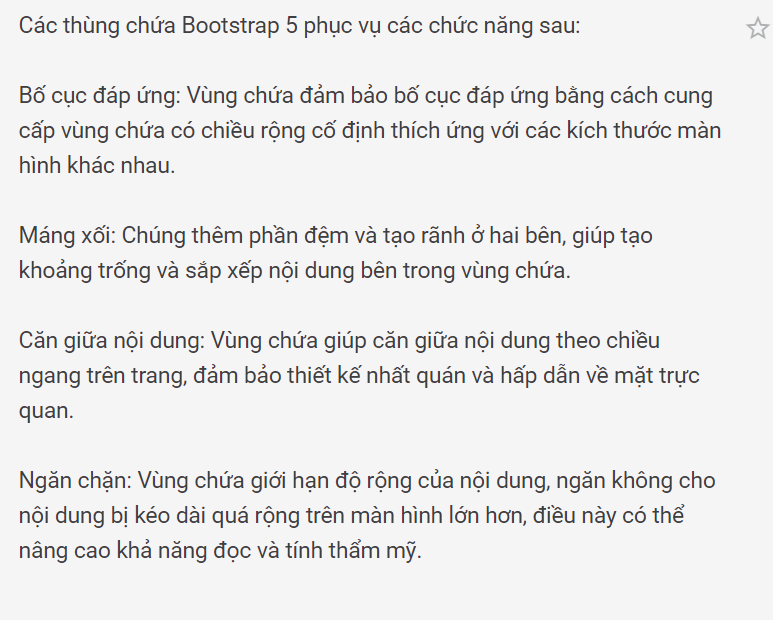 Các thùng chứa Bootstrap 5 phục vụ các chức năng sau:
Bố cục đáp ứng: Vùng chứa đảm bảo bố cục đáp ứng bằng cách cung
cấp vùng chứa có chiều rộng cố định thích ứng với các kích thước màn
hình khác nhau.
Máng xối: Chúng thêm phần đệm và tạo rãnh ở hai bên, giúp tạo
khoảng trống và sắp xếp nội dung bên trong vùng chứa.
Căn giữa nội dung: Vùng chứa giúp căn giữa nội dung theo chiều
ngang trên trang, đảm bảo thiết kế nhất quán và hấp dẫn về mặt trực
quan.
Ngăn chặn: Vùng chứa giới hạn độ rộng của nội dung, ngăn không cho
nội dung bị kéo dài quá rộng trên màn hình lớn hơn, điều này có thể
nâng cao khả năng đọc và tính thẩm mỹ.